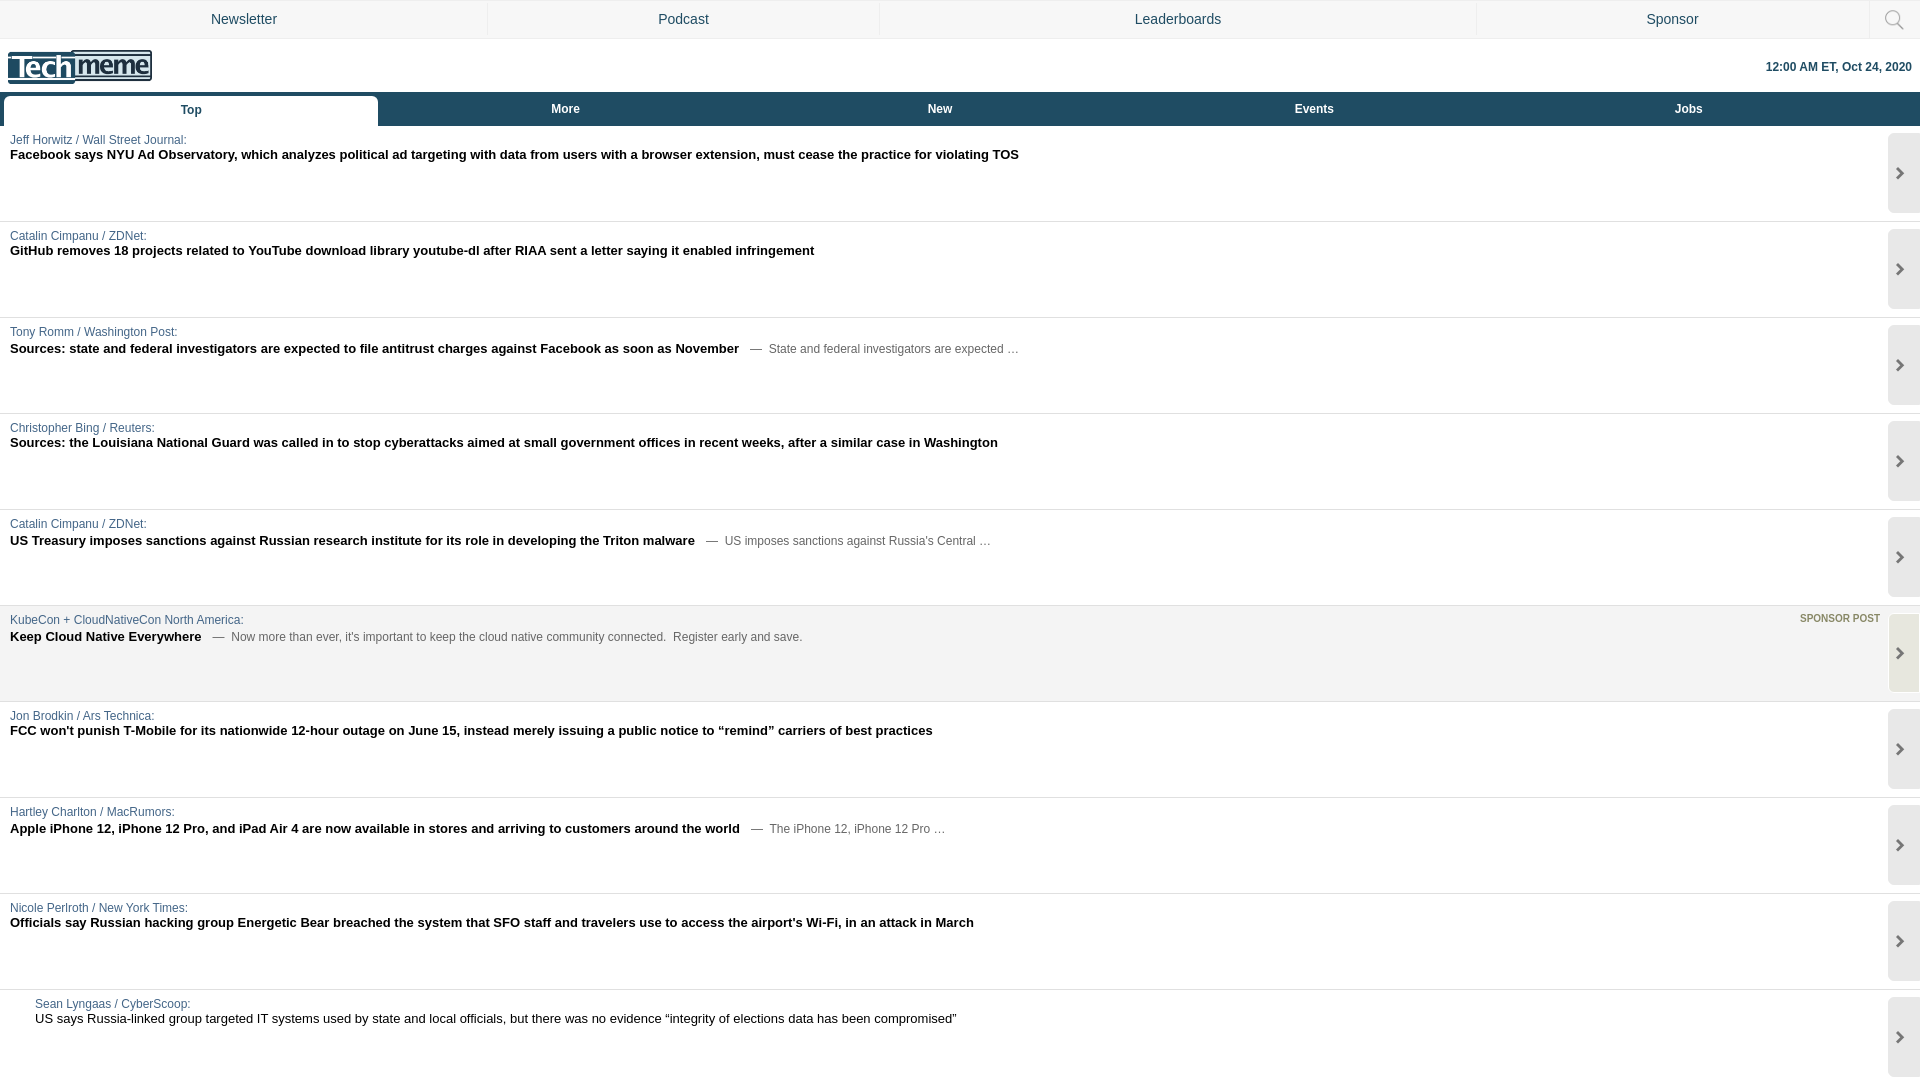 Newsletter
Podcast
Leaderboards
Sponsor
Techmeme
12:00 AM ET, Oct 24, 2020
Top
More
New
Events
Jobs
Jeff Horwitz / Wall Street Journal:
Facebook says NYU Ad Observatory, which analyzes political ad targeting with data from users with a browser extension, must cease the practice for violating TOS
Catalin Cimpanu / ZDNet:
GitHub removes 18 projects related to YouTube download library youtube-dl after RIAA sent a letter saying it enabled infringement
Tony Romm / Washington Post:
Sources: state and federal investigators are expected to file antitrust charges against Facebook as soon as November — State and federal investigators are expected …
Christopher Bing / Reuters:
Sources: the Louisiana National Guard was called in to stop cyberattacks aimed at small government offices in recent weeks, after a similar case in Washington
Catalin Cimpanu / ZDNet:
US Treasury imposes sanctions against Russian research institute for its role in developing the Triton malware — US imposes sanctions against Russia's Central …
KubeCon + CloudNativeCon North America:
SPONSOR POST
Keep Cloud Native Everywhere — Now more than ever, it's important to keep the cloud native community connected. Register early and save.
Jon Brodkin / Ars Technica:
FCC won't punish T-Mobile for its nationwide 12-hour outage on June 15, instead merely issuing a public notice to “remind” carriers of best practices
Hartley Charlton / MacRumors:
Apple iPhone 12, iPhone 12 Pro, and iPad Air 4 are now available in stores and arriving to customers around the world — The iPhone 12, iPhone 12 Pro …
Nicole Perlroth / New York Times:
Officials say Russian hacking group Energetic Bear breached the system that SFO staff and travelers use to access the airport's Wi-Fi, in an attack in March
Sean Lyngaas / CyberScoop:
US says Russia-linked group targeted IT systems used by state and local officials, but there was no evidence “integrity of elections data has been compromised”